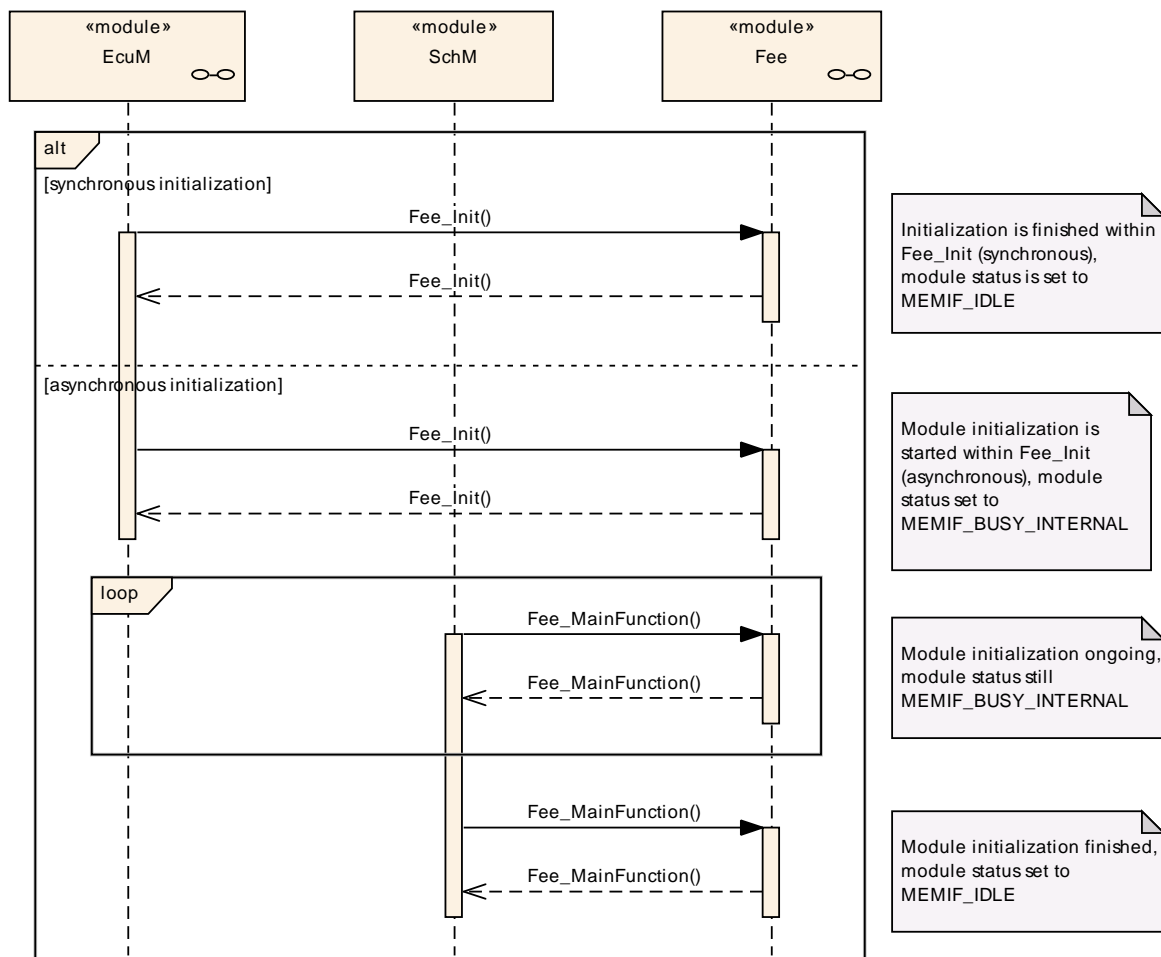 «module»
EcuM
«module»
SchM
«module»
Fee
alt
[synchronous initialization]
Fee_Init()
Initialization is finished within
Fee_Init (synchronous),
module status is set to
MEMIF_IDLE
Fee_Init()
[asynchronous initialization]
Fee_Init()
Module initialization is
started within Fee_Init
(asynchronous), module
status set to
MEMIF_BUSY_INTERNAL
Fee_Init()
loop
Fee_MainFunction()
Module initialization ongoing,
module status still
MEMIF_BUSY_INTERNAL
Fee_MainFunction()
Fee_MainFunction()
Module initialization finished,
module status set to
MEMIF_IDLE
Fee_MainFunction()